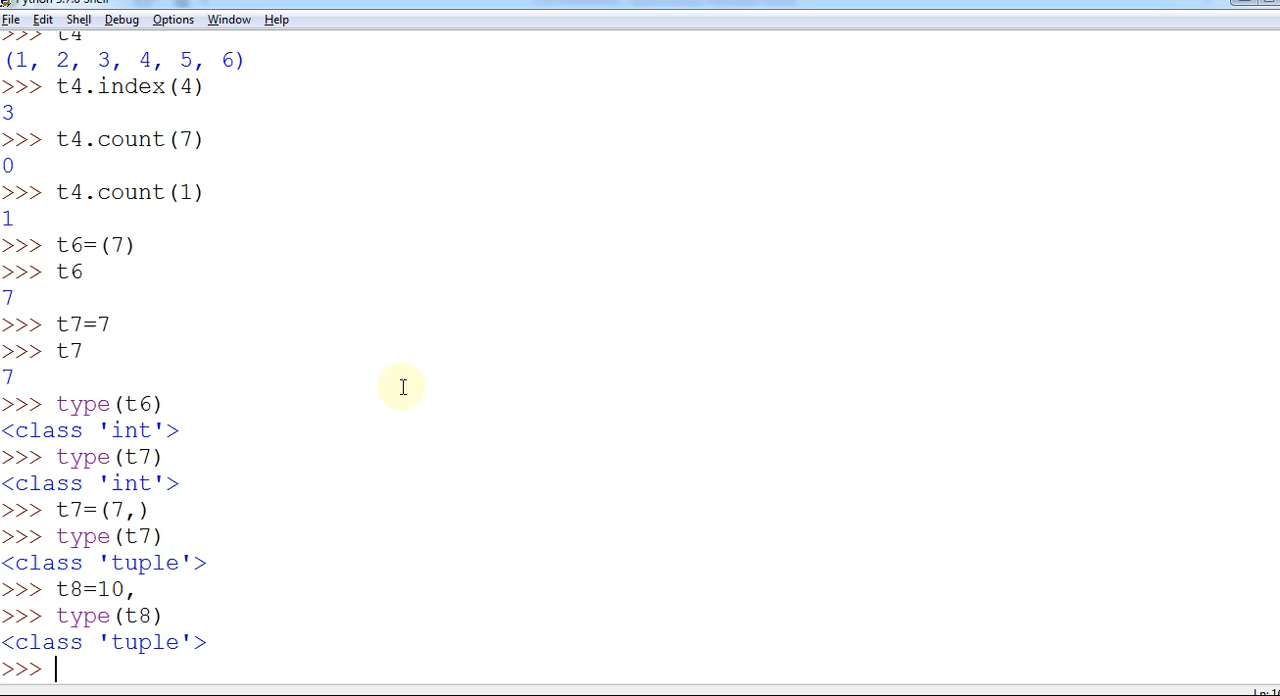 File Edit Shell Debug Options Window Help
>>> t4
(1, 2, 3, 4, 5, 6)
>>> t4.index(4)
3
>>> t4.count(7)
0
>>> t4.count(1)
1
>>> t6=(7)
>>> t6
7
>>> t7=7
>>> t7
7
>>> type(t6)
<class 'int'>
>>> type(t7)
<class 'int'>
>>> t7=(7,)
>>> type(t7)
<class 'tuple'>
>>> t8=10,
>>> type(t8)
<class 'tuple'>
>>>